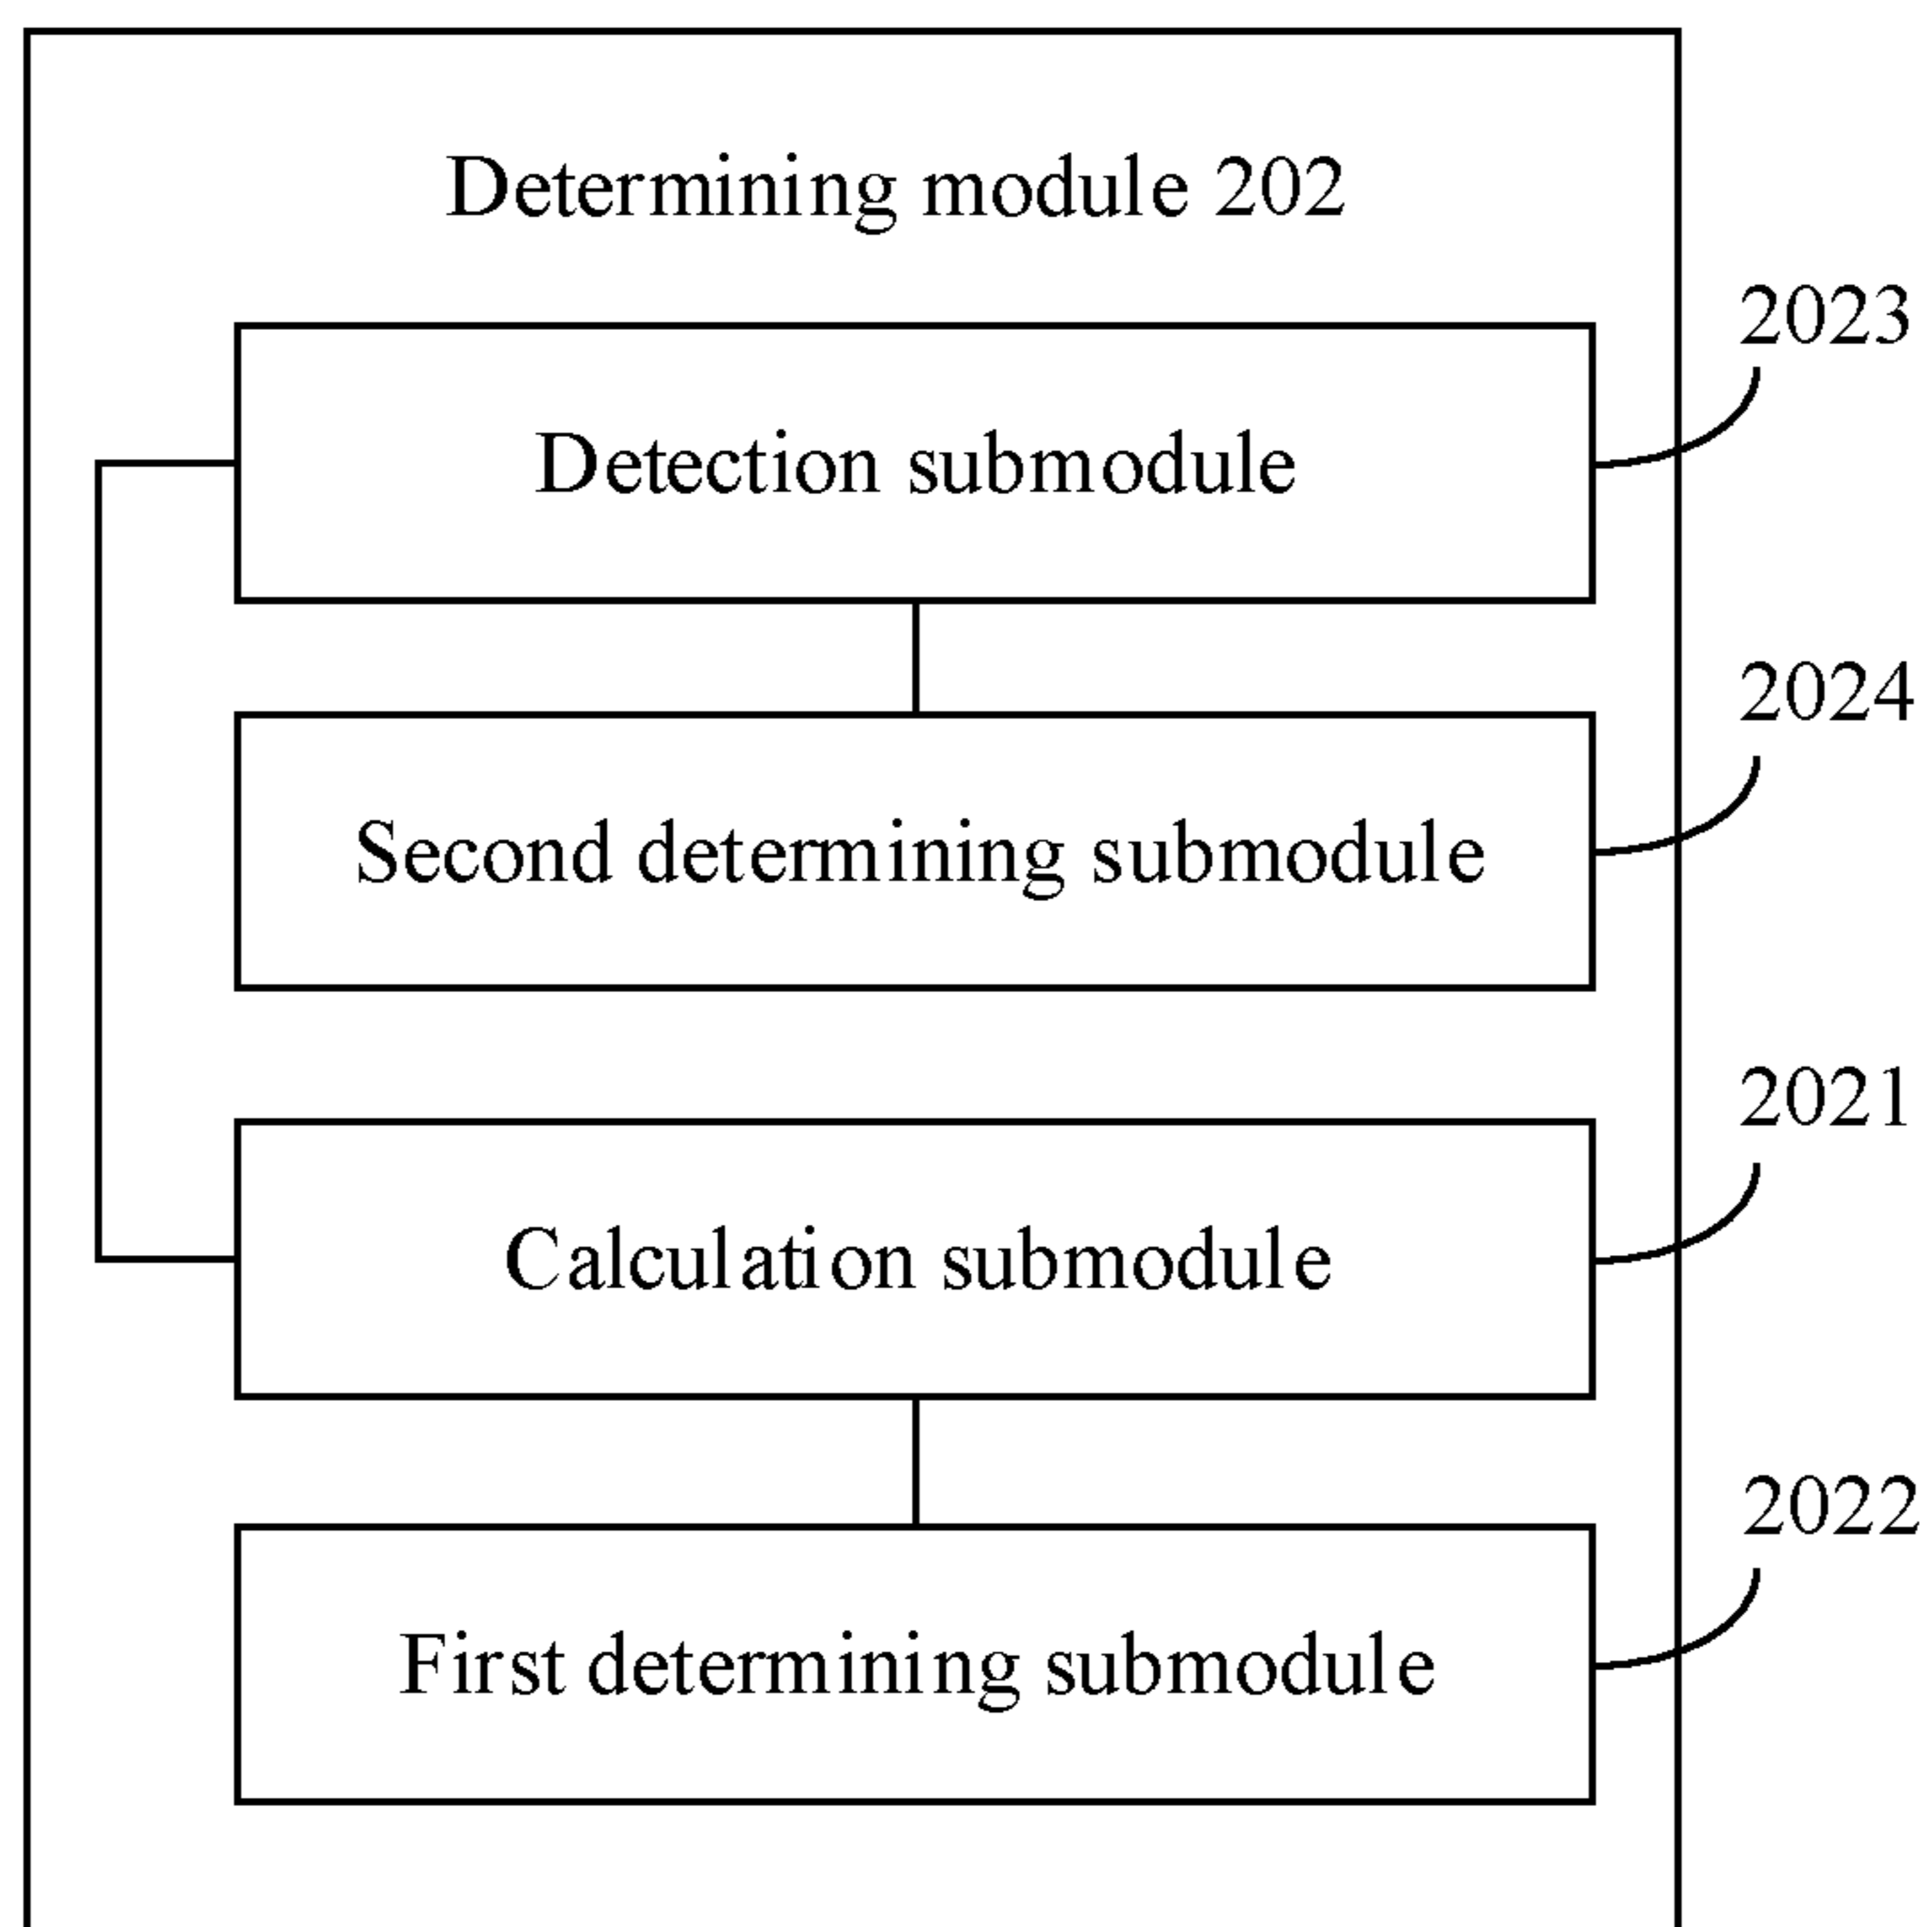 Determining module 202
2023
Detection submodule
2024
Second determining submodule
2021
Calculation submodule
2022
First determining submodule